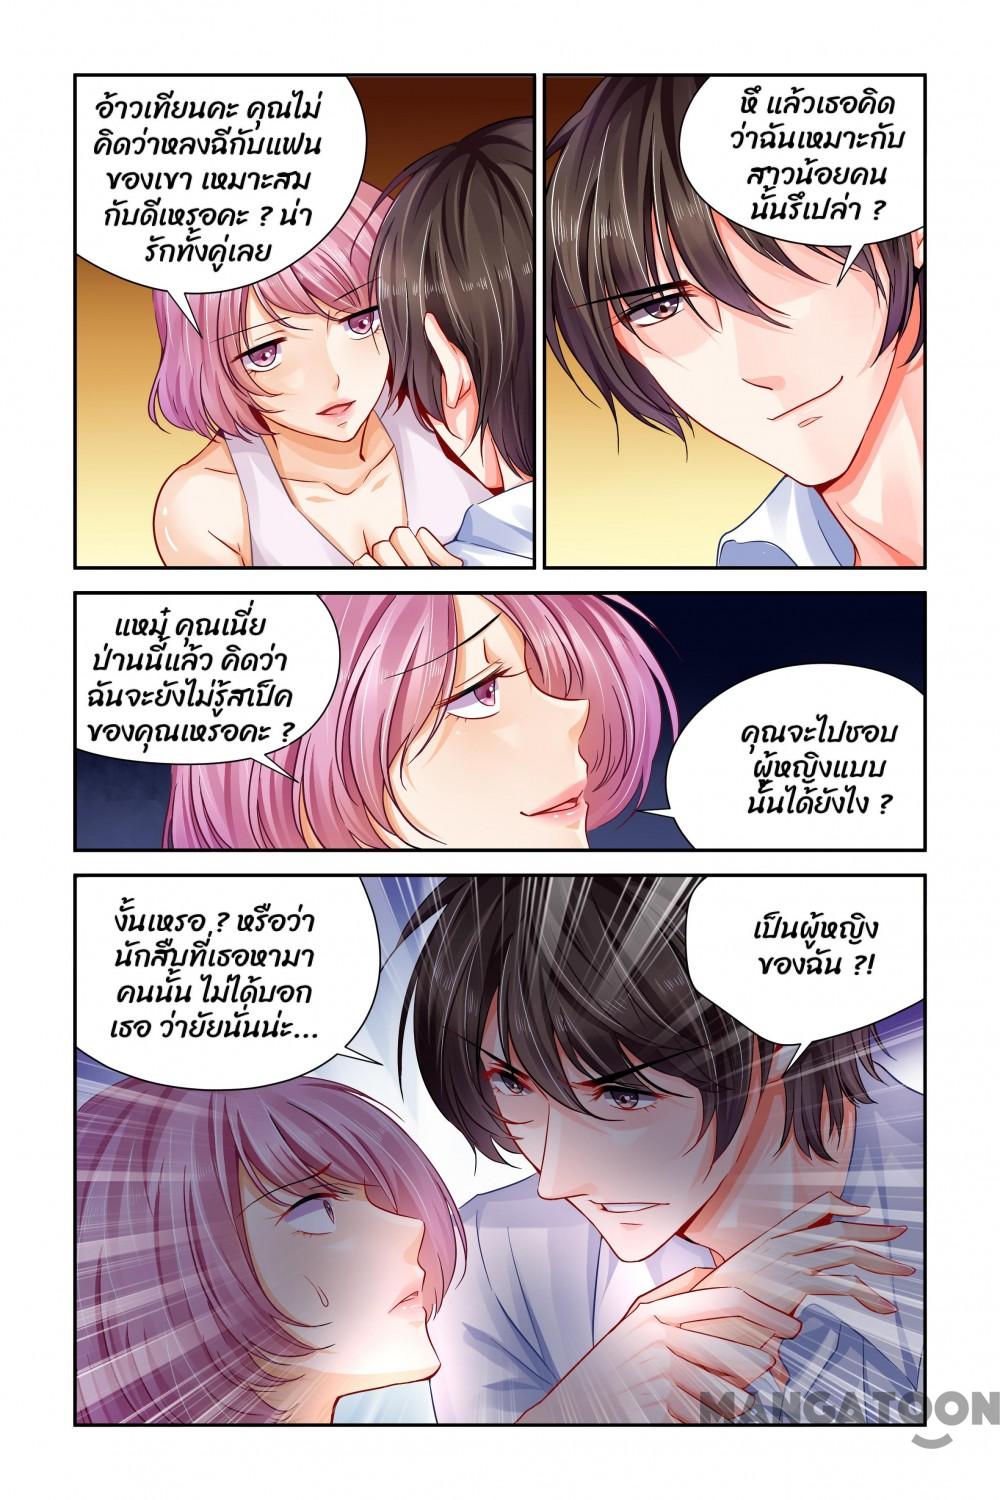 อ้าวเทียนคะ คุณไม่
คิดว่าหลงฉีกับแฟน
ของเขา เหมาะสม
กับดีเหรอคะ ? น่า
รักทั้งคู่เลย
หึ แล้วเธอคิด
ว่าฉันเหมาะกับ
สาวน้อยคน
นั้นรึเปล่า ?
แหม๋ คุณเนี่ย
ป่านนี้แล้ว คิดว่า
ฉันจะยังไม่รู้สเป็ค
ของคุณเหรอคะ ?
คุณจะไปชอบ
ผู้หญิงแบบ
นั้นได้ยังไง ?
งั้นเหรอ ? หรือว่า
นักสืบที่เธอหามา
คนนั้น ไม่ได้บอก
เธอ ว่ายัยนั่นน่ะ...
เป็นผู้หญิง
ของฉัน ?!
MANGATOON